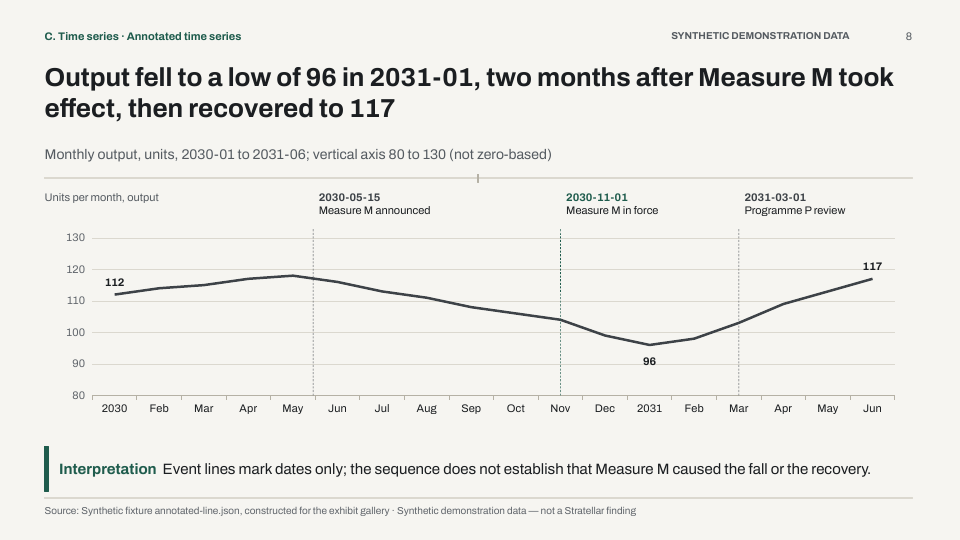 C. Time series · Annotated time series
SYNTHETIC DEMONSTRATION DATA
8
Output fell to a low of 96 in 2031-01, two months after Measure M took
effect, then recovered to 117
Monthly output, units, 2030-01 to 2031-06; vertical axis 80 to 130 (not zero-based)
Units per month, output
2030-05-15
Measure M announced
2030-11-01
Measure M in force
2031-03-01
Programme P review
130
120
110
100
90
80
112
96
117
2030 Feb Mar Apr May Jun Jul Aug Sep Oct Nov Dec 2031 Feb Mar Apr May Jun
Interpretation Event lines mark dates only; the sequence does not establish that Measure M caused the fall or the recovery.
Source: Synthetic fixture annotated-line.json, constructed for the exhibit gallery · Synthetic demonstration data — not a Stratellar finding